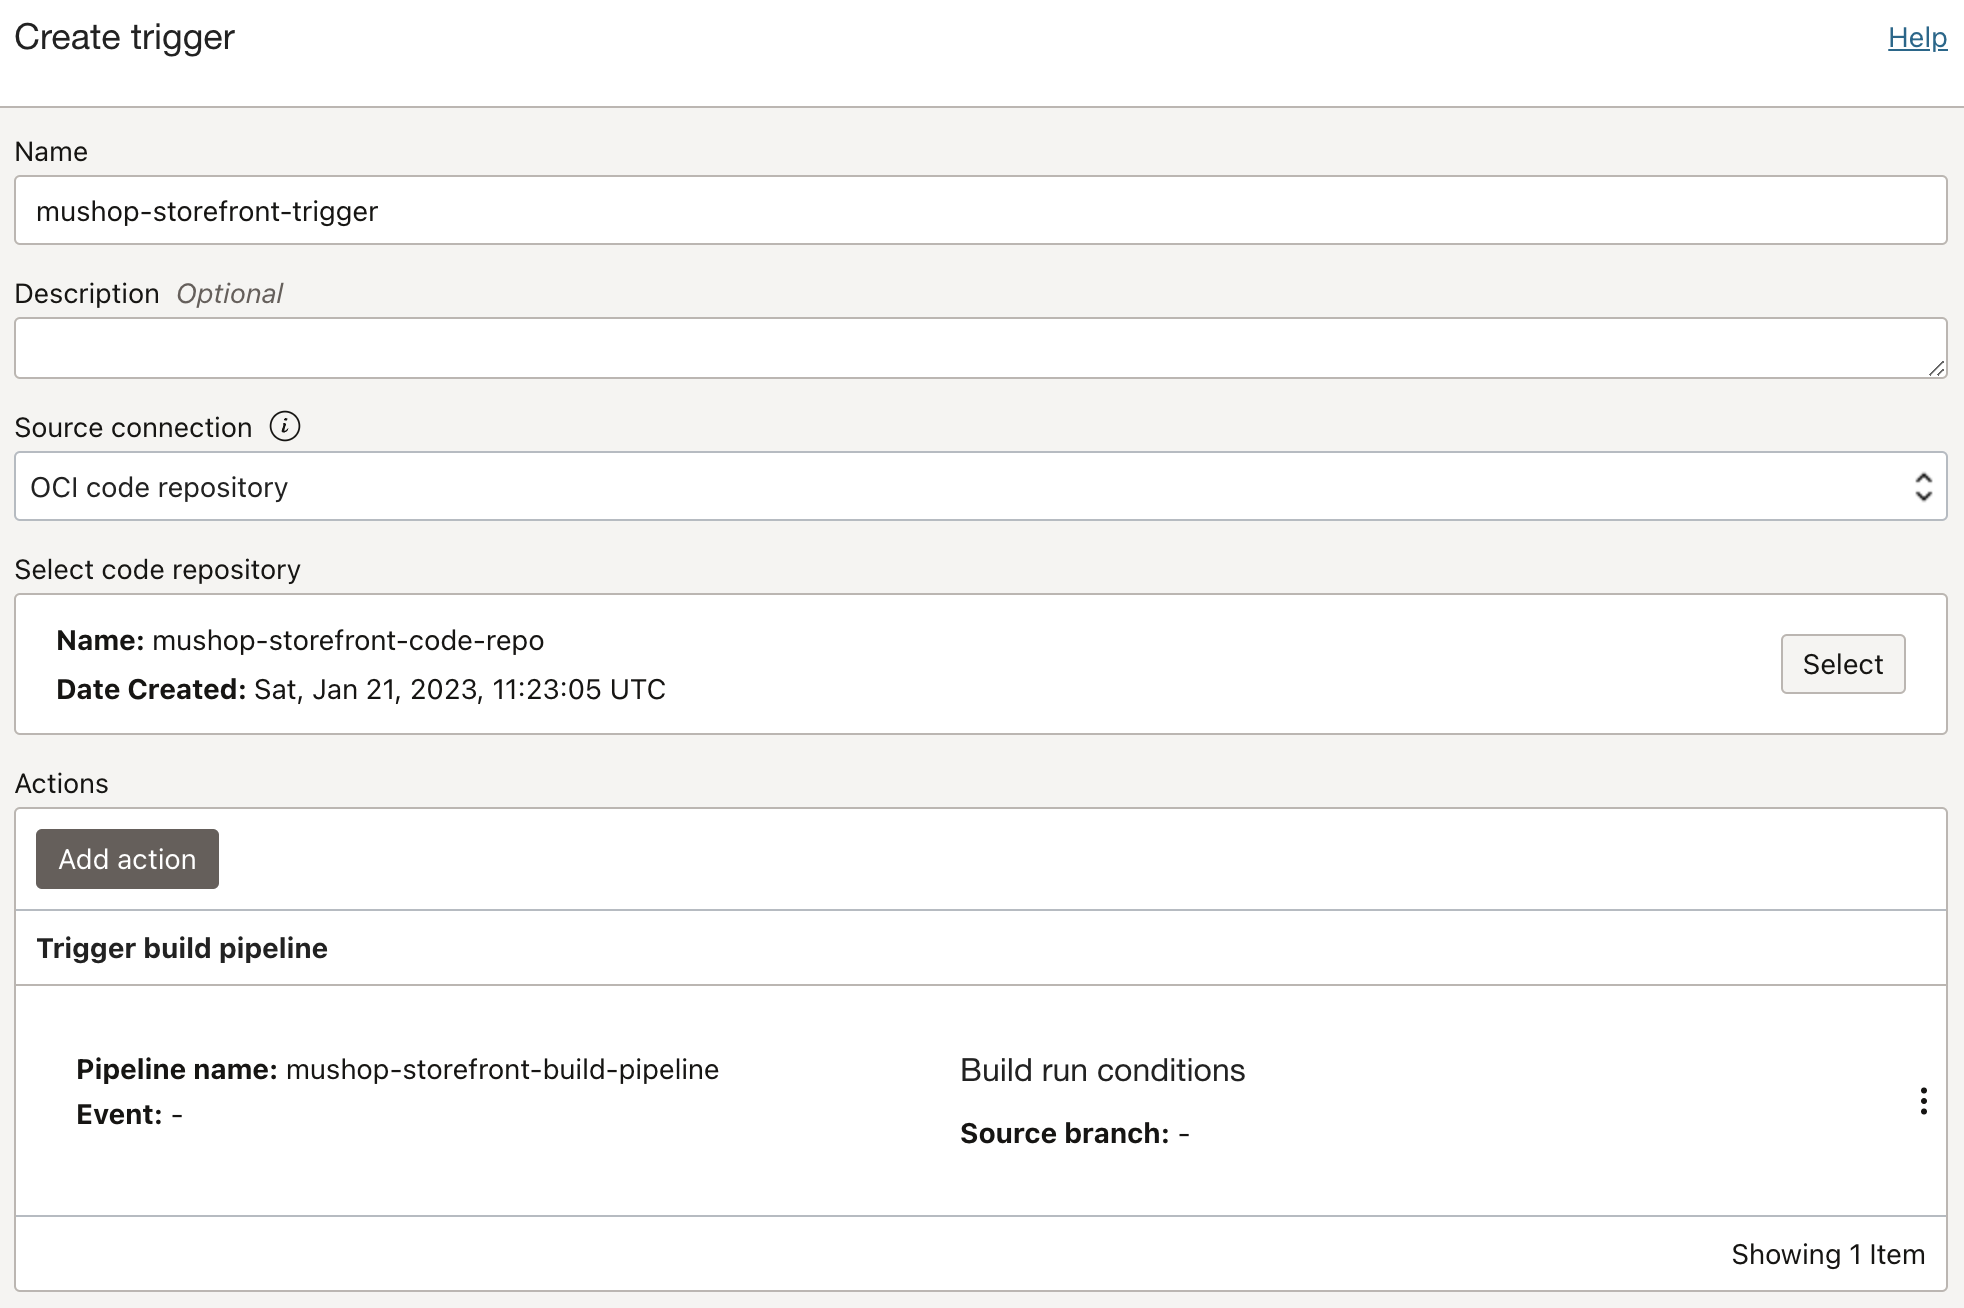 Create trigger
Help
Name
mushop-storefront-trigger
Description Optional
Source connection
OCI code repository
Select code repository
Name: mushop-storefront-code-repo
Date Created: Sat, Jan 21, 2023, 11:23:05 UTC
Select
Actions
Add action
Trigger build pipeline
Pipeline name: mushop-storefront-build-pipeline
Event: -
Build run conditions
Source branch: -
Showing 1 Item